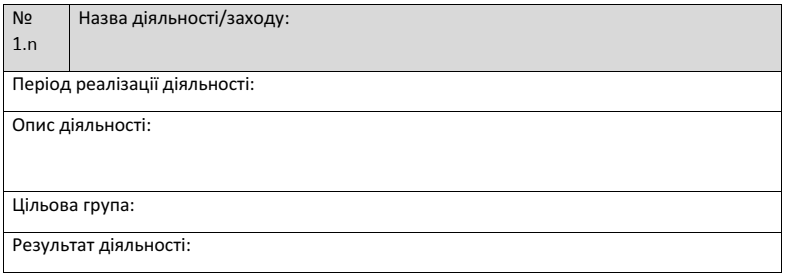 №
1.n
Назва діяльності/заходу:
Період реалізації діяльності:
Опис діяльності:
Цільова група:
Результат діяльності: